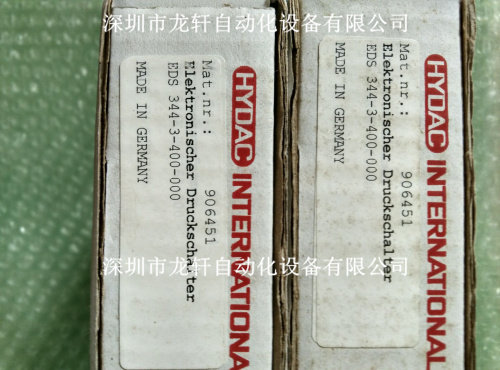 深圳市龙轩自动化设备有限公司
HYDAC INTERNATIONAL
Mat.nr.: 906451
Elektronischer Druckschalter
EDS 344-3-400-000
MADE IN GERMANY
HYDAC INTERNATIONAL
Mat.nr.: 906451
Elektronischer Druckschalter
EDS 344-3-400-000
MADE IN GERMANY
深圳市龙轩自动化设备有限公司